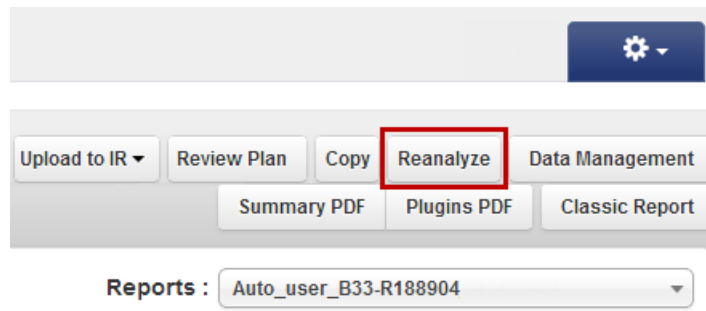 Upload to IR Review Plan Copy Reanalyze Data Management
Summary PDF Plugins PDF Classic Report
Reports : Auto_user_B33-R188904